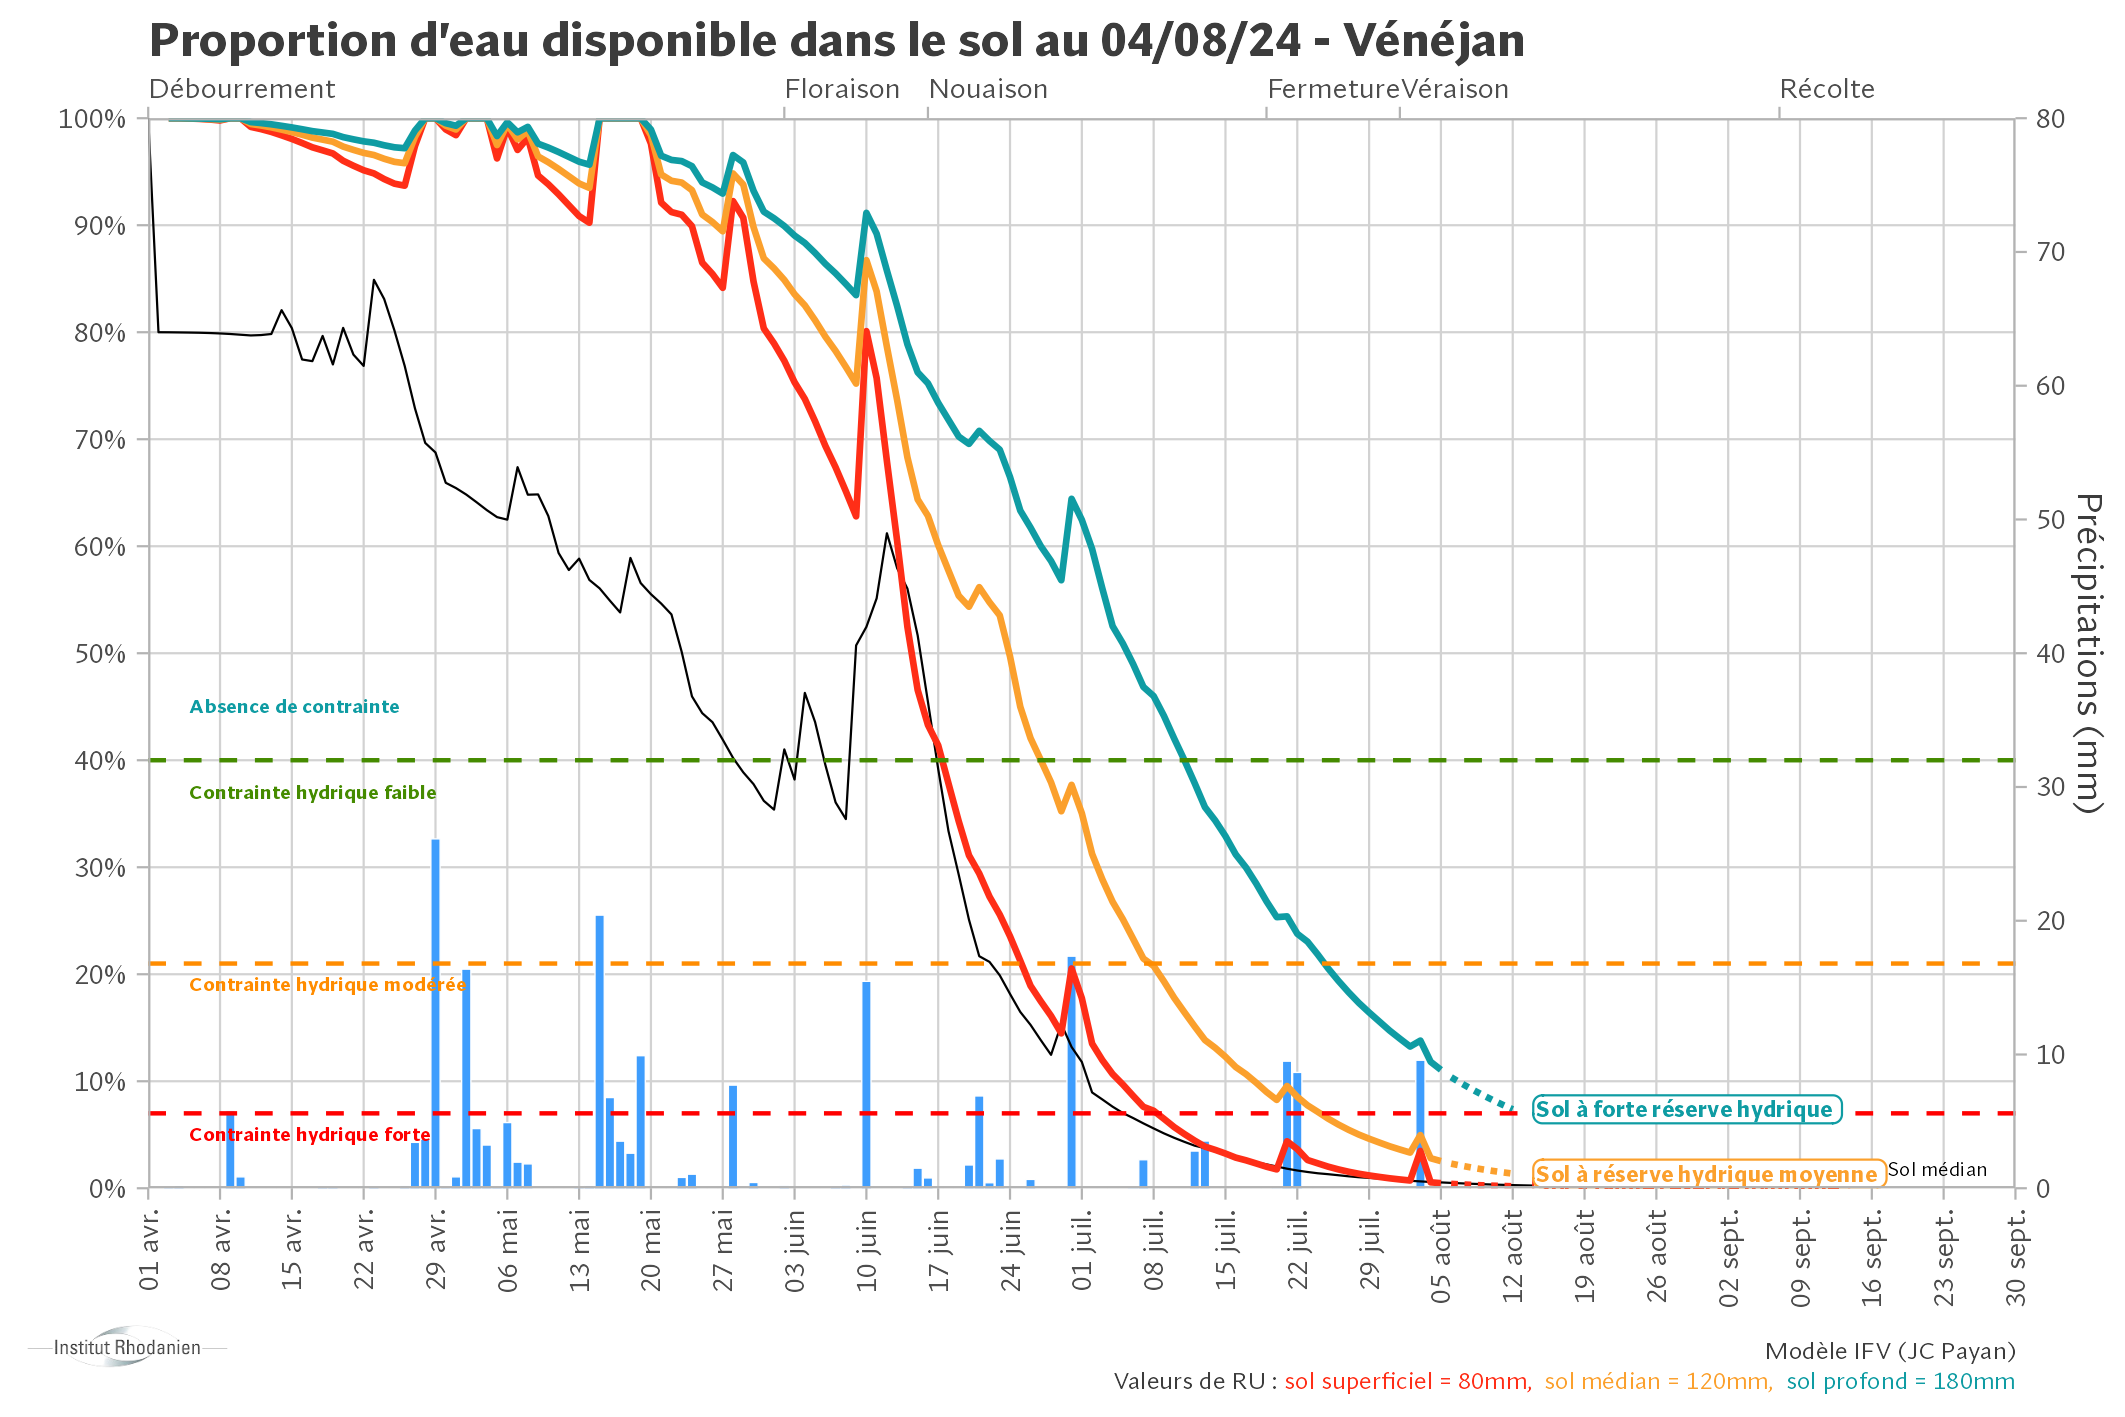 Proportion d'eau disponible dans le sol au 04/08/24 - Vénéjan
Débourrement Floraison Nouaison Fermeture Véraison Récolte
100% 80
90%
70
80%
60
70%
60% 50
Précipitations (mm)
50% 40
Absence de contrainte
40%
Contrainte hydrique faible
30
30%
20
20%
Contrainte hydrique modérée
10
10%
Sol à forte réserve hydrique
Contrainte hydrique forte
Sol à réserve hydrique moyenne Sol médian
0% 0
01 avr. 08 avr. 15 avr. 22 avr. 29 avr. 06 mai 13 mai 20 mai 27 mai 03 juin 10 juin 17 juin 24 juin 01 juil. 08 juil. 15 juil. 22 juil. 29 juil. 05 août 12 août 19 août 26 août 02 sept. 09 sept. 16 sept. 23 sept. 30 sept.
Institut Rhodanien
Modèle IFV (JC Payan)
Valeurs de RU : sol superficiel = 80mm, sol médian = 120mm, sol profond = 180mm